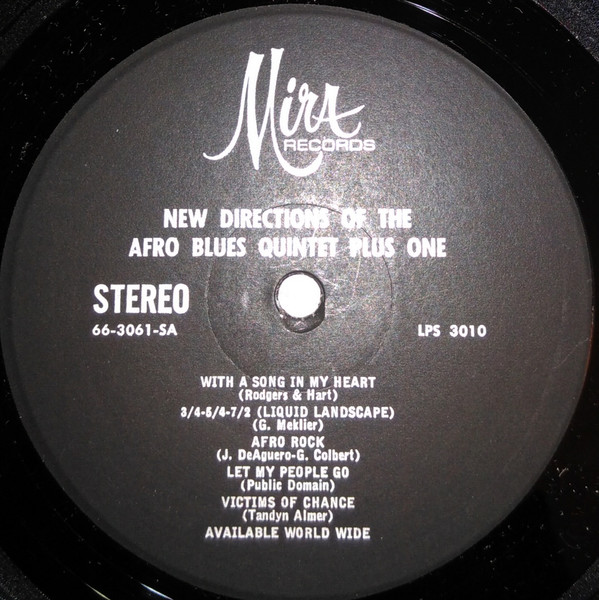 Mira
RECORDS
NEW DIRECTIONS OF THE
AFRO BLUES QUINTET PLUS ONE
STEREO
66-3061-SA
LPS 3010
WITH A SONG IN MY HEART
(Rodgers & Hart)
3/4-5/4-7/2 (LIQUID LANDSCAPE)
(G. Meklier)
AFRO ROCK
(J. DeAguero-G. Colbert)
LET MY PEOPLE GO
(Public Domain)
VICTIMS OF CHANCE
(Tandyn Almer)
AVAILABLE WORLD WIDE